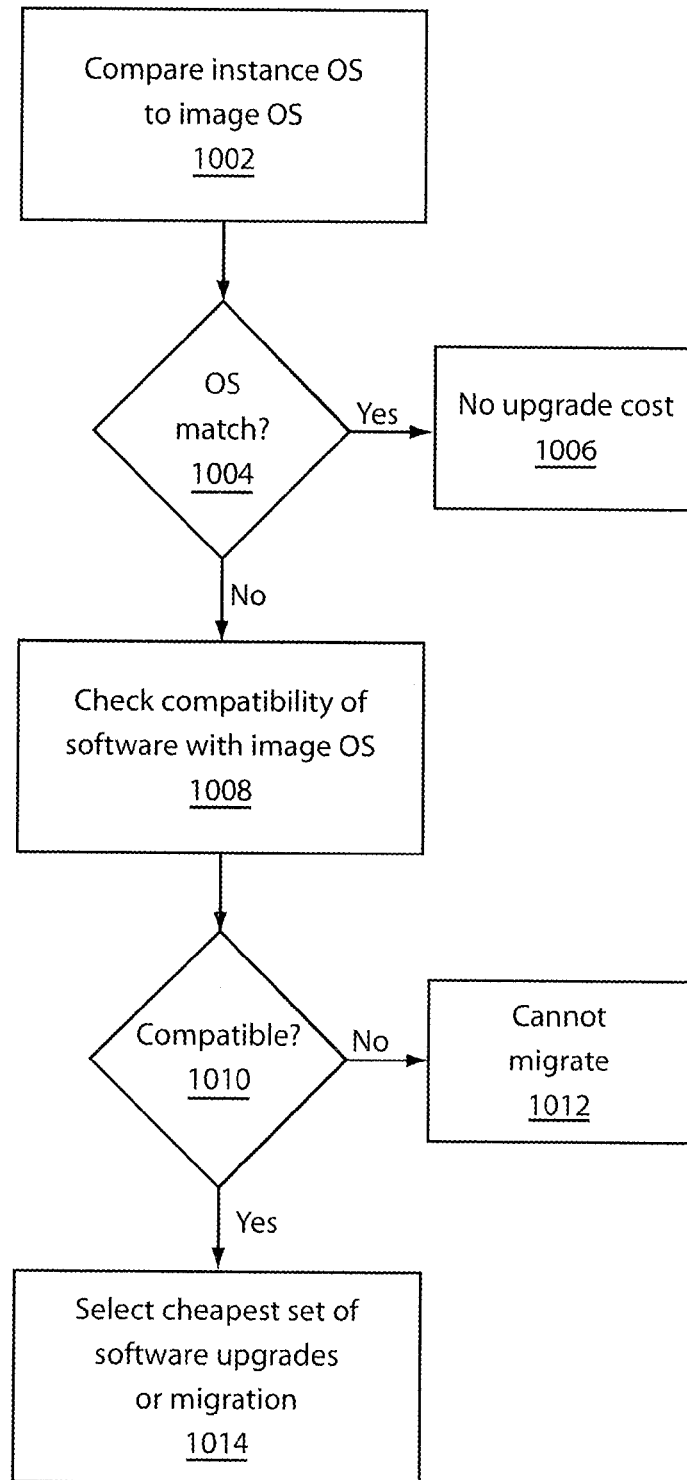 Compare instance OS
to image OS
1002
OS
match?
1004
Yes
No upgrade cost
1006
No
Check compatibility of
software with image OS
1008
Compatible?
1010
No
Cannot
migrate
1012
Yes
Select cheapest set of
software upgrades
or migration
1014